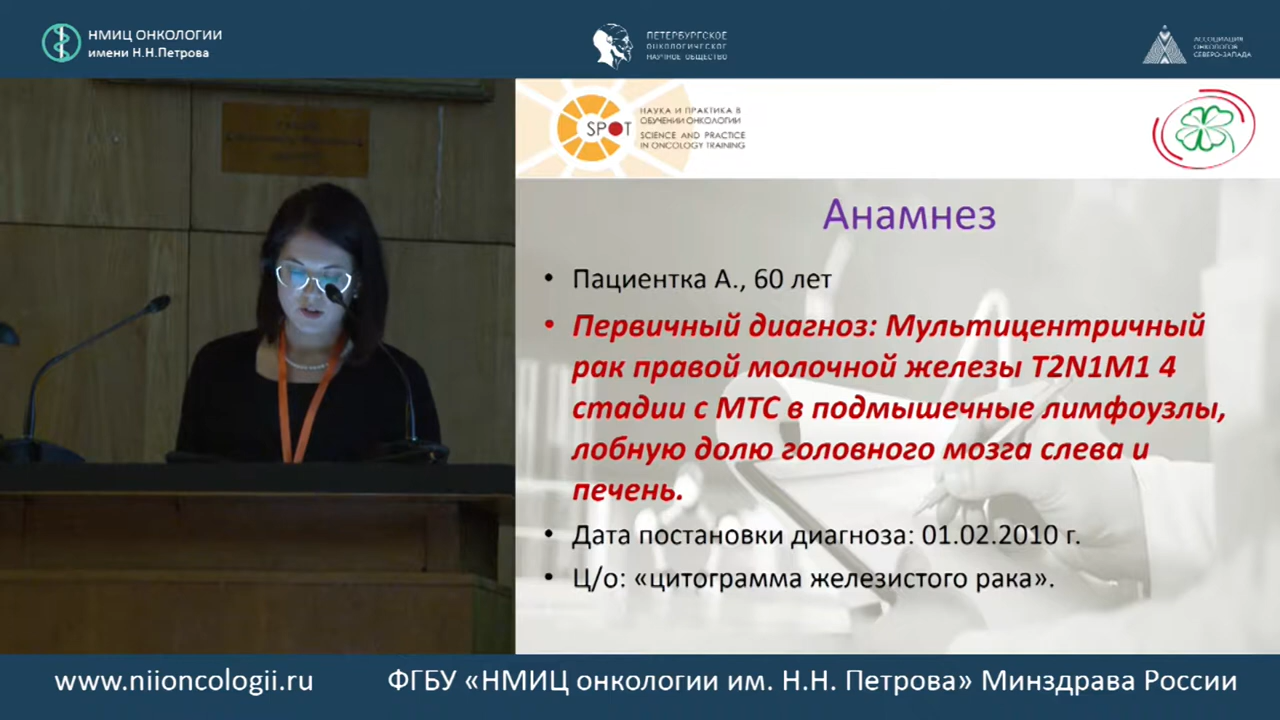 НМИЦ ОНКОЛОГИИ
имени Н.Н.Петрова
ПЕТЕРБУРГСКОЕ
ОНКОЛОГИЧЕСКОЕ
НАУЧНОЕ ОБЩЕСТВО
АССОЦИАЦИЯ
ОНКОЛОГОВ
СЕВЕРО-ЗАПАДА
SPOT
НАУКА И ПРАКТИКА В
ОБУЧЕНИИ ОНКОЛОГИИ
SCIENCE AND PRACTICE
IN ONCOLOGY TRAINING
Анамнез
• Пациентка А., 60 лет
• Первичный диагноз: Мультицентричный
рак правой молочной железы T2N1M1 4
стадии с МТС в подмышечные лимфоузлы,
лобную долю головного мозга слева и
печень.
• Дата постановки диагноза: 01.02.2010 г.
• Ц/о: «цитограмма железистого рака».
www.niioncologii.ru
ФГБУ «НМИЦ онкологии им. Н.Н. Петрова» Минздрава России